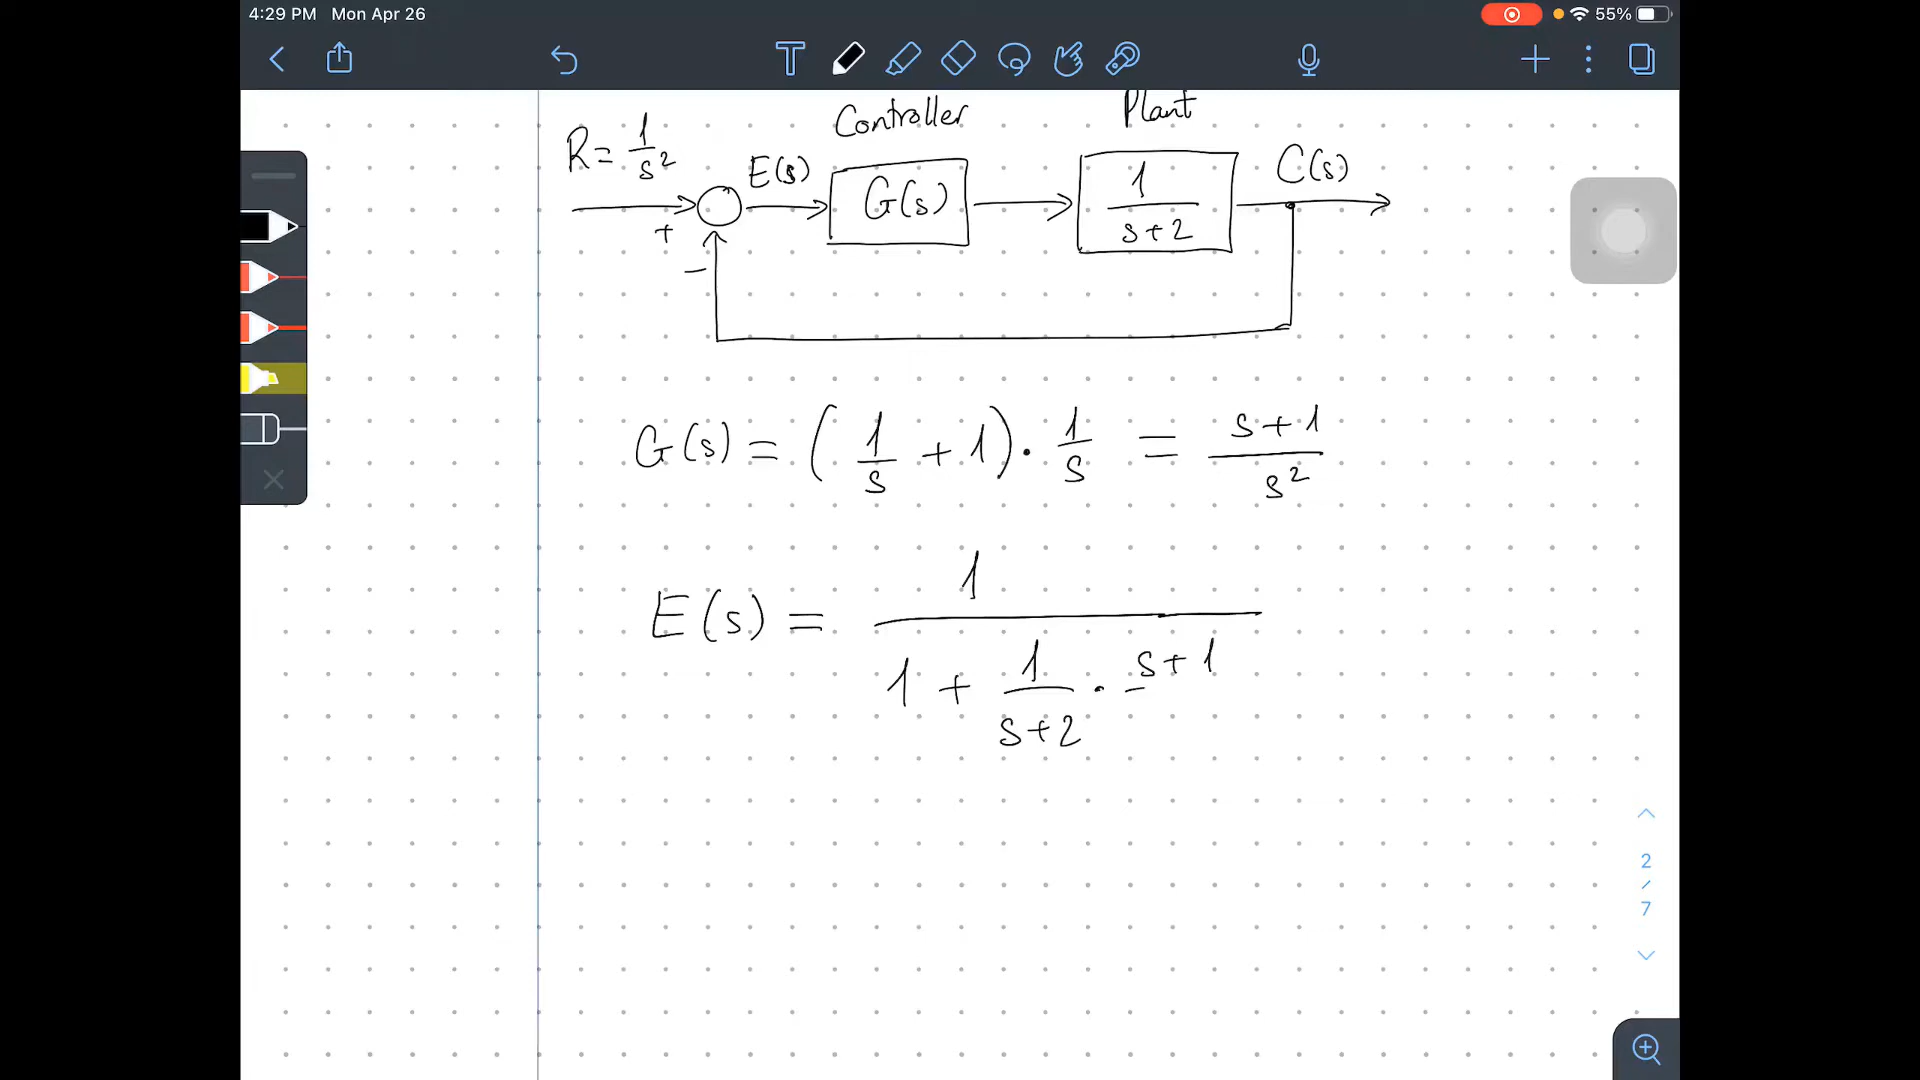 4:29 PM Mon Apr 26
55%
Controller
Plant
R = 1/s²
E(s)
G(s)
1/(s+2)
C(s)
+
−
G(s) = (1/s + 1) · 1/s = (s+1)/s²
E(s) = 1/(1 + 1/(s+2) · s+1
2
/
7